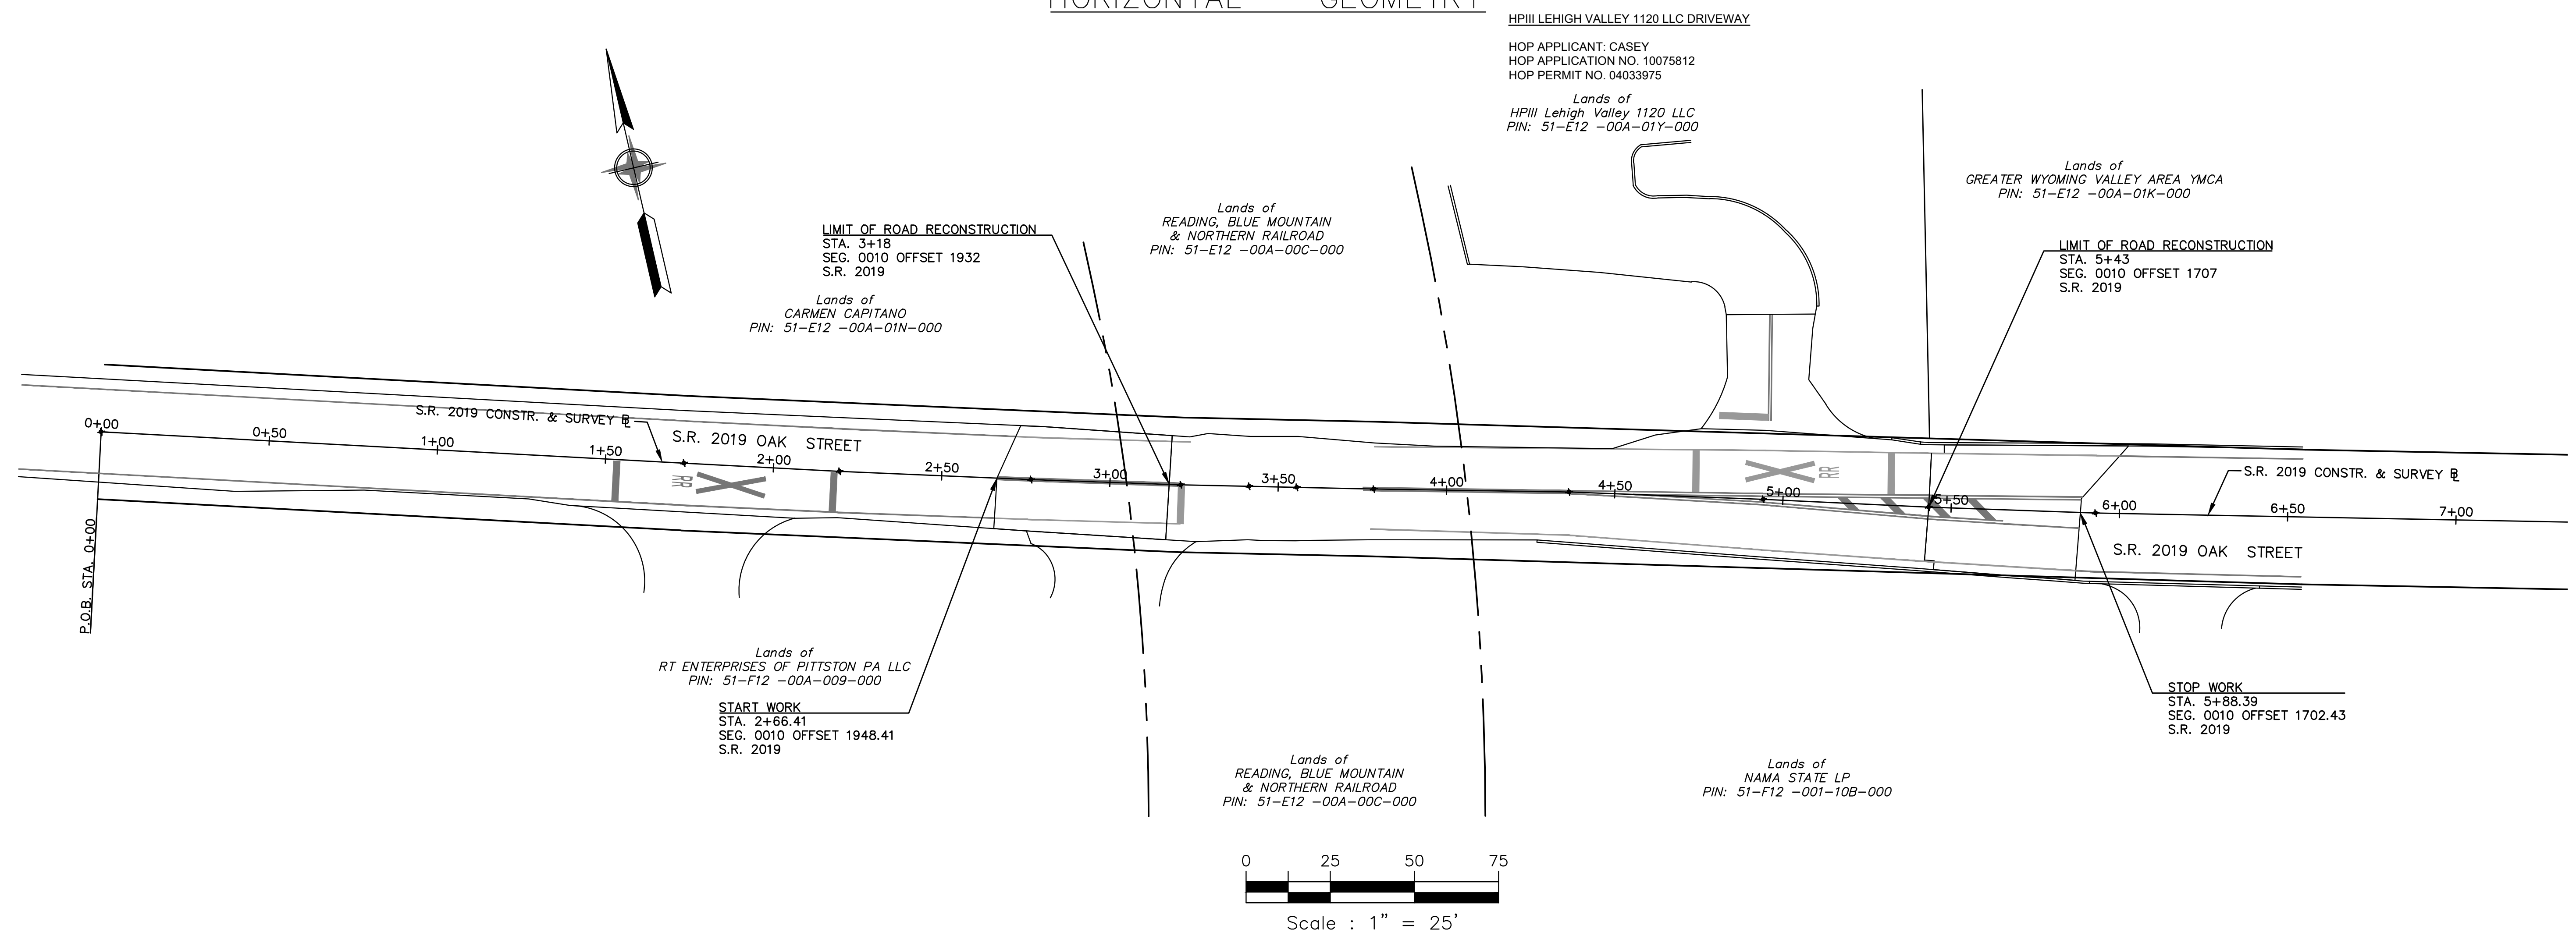 HORIZONTAL GEOMETRY
HPIII LEHIGH VALLEY 1120 LLC DRIVEWAY
HOP APPLICANT: CASEY
HOP APPLICATION NO. 10075812
HOP PERMIT NO. 04033975
Lands of
HPIII Lehigh Valley 1120 LLC
PIN: 51-E12 -00A-01Y-000
Lands of
GREATER WYOMING VALLEY AREA YMCA
PIN: 51-E12 -00A-01K-000
Lands of
READING, BLUE MOUNTAIN
& NORTHERN RAILROAD
PIN: 51-E12 -00A-00C-000
LIMIT OF ROAD RECONSTRUCTION
STA. 3+18
SEG. 0010 OFFSET 1932
S.R. 2019
LIMIT OF ROAD RECONSTRUCTION
STA. 5+43
SEG. 0010 OFFSET 1707
S.R. 2019
Lands of
CARMEN CAPITANO
PIN: 51-E12 -00A-01N-000
S.R. 2019 CONSTR. & SURVEY BL
S.R. 2019 OAK STREET
0+00
0+50
1+00
1+50
2+00
2+50
3+00
3+50
4+00
4+50
5+00
5+50
6+00
6+50
7+00
RR
RR
S.R. 2019 CONSTR. & SURVEY BL
S.R. 2019 OAK STREET
P.O.B. STA. 0+00
Lands of
RT ENTERPRISES OF PITTSTON PA LLC
PIN: 51-F12 -00A-009-000
START WORK
STA. 2+66.41
SEG. 0010 OFFSET 1948.41
S.R. 2019
STOP WORK
STA. 5+88.39
SEG. 0010 OFFSET 1702.43
S.R. 2019
Lands of
READING, BLUE MOUNTAIN
& NORTHERN RAILROAD
PIN: 51-E12 -00A-00C-000
Lands of
NAMA STATE LP
PIN: 51-F12 -001-10B-000
0 25 50 75
Scale : 1" = 25'